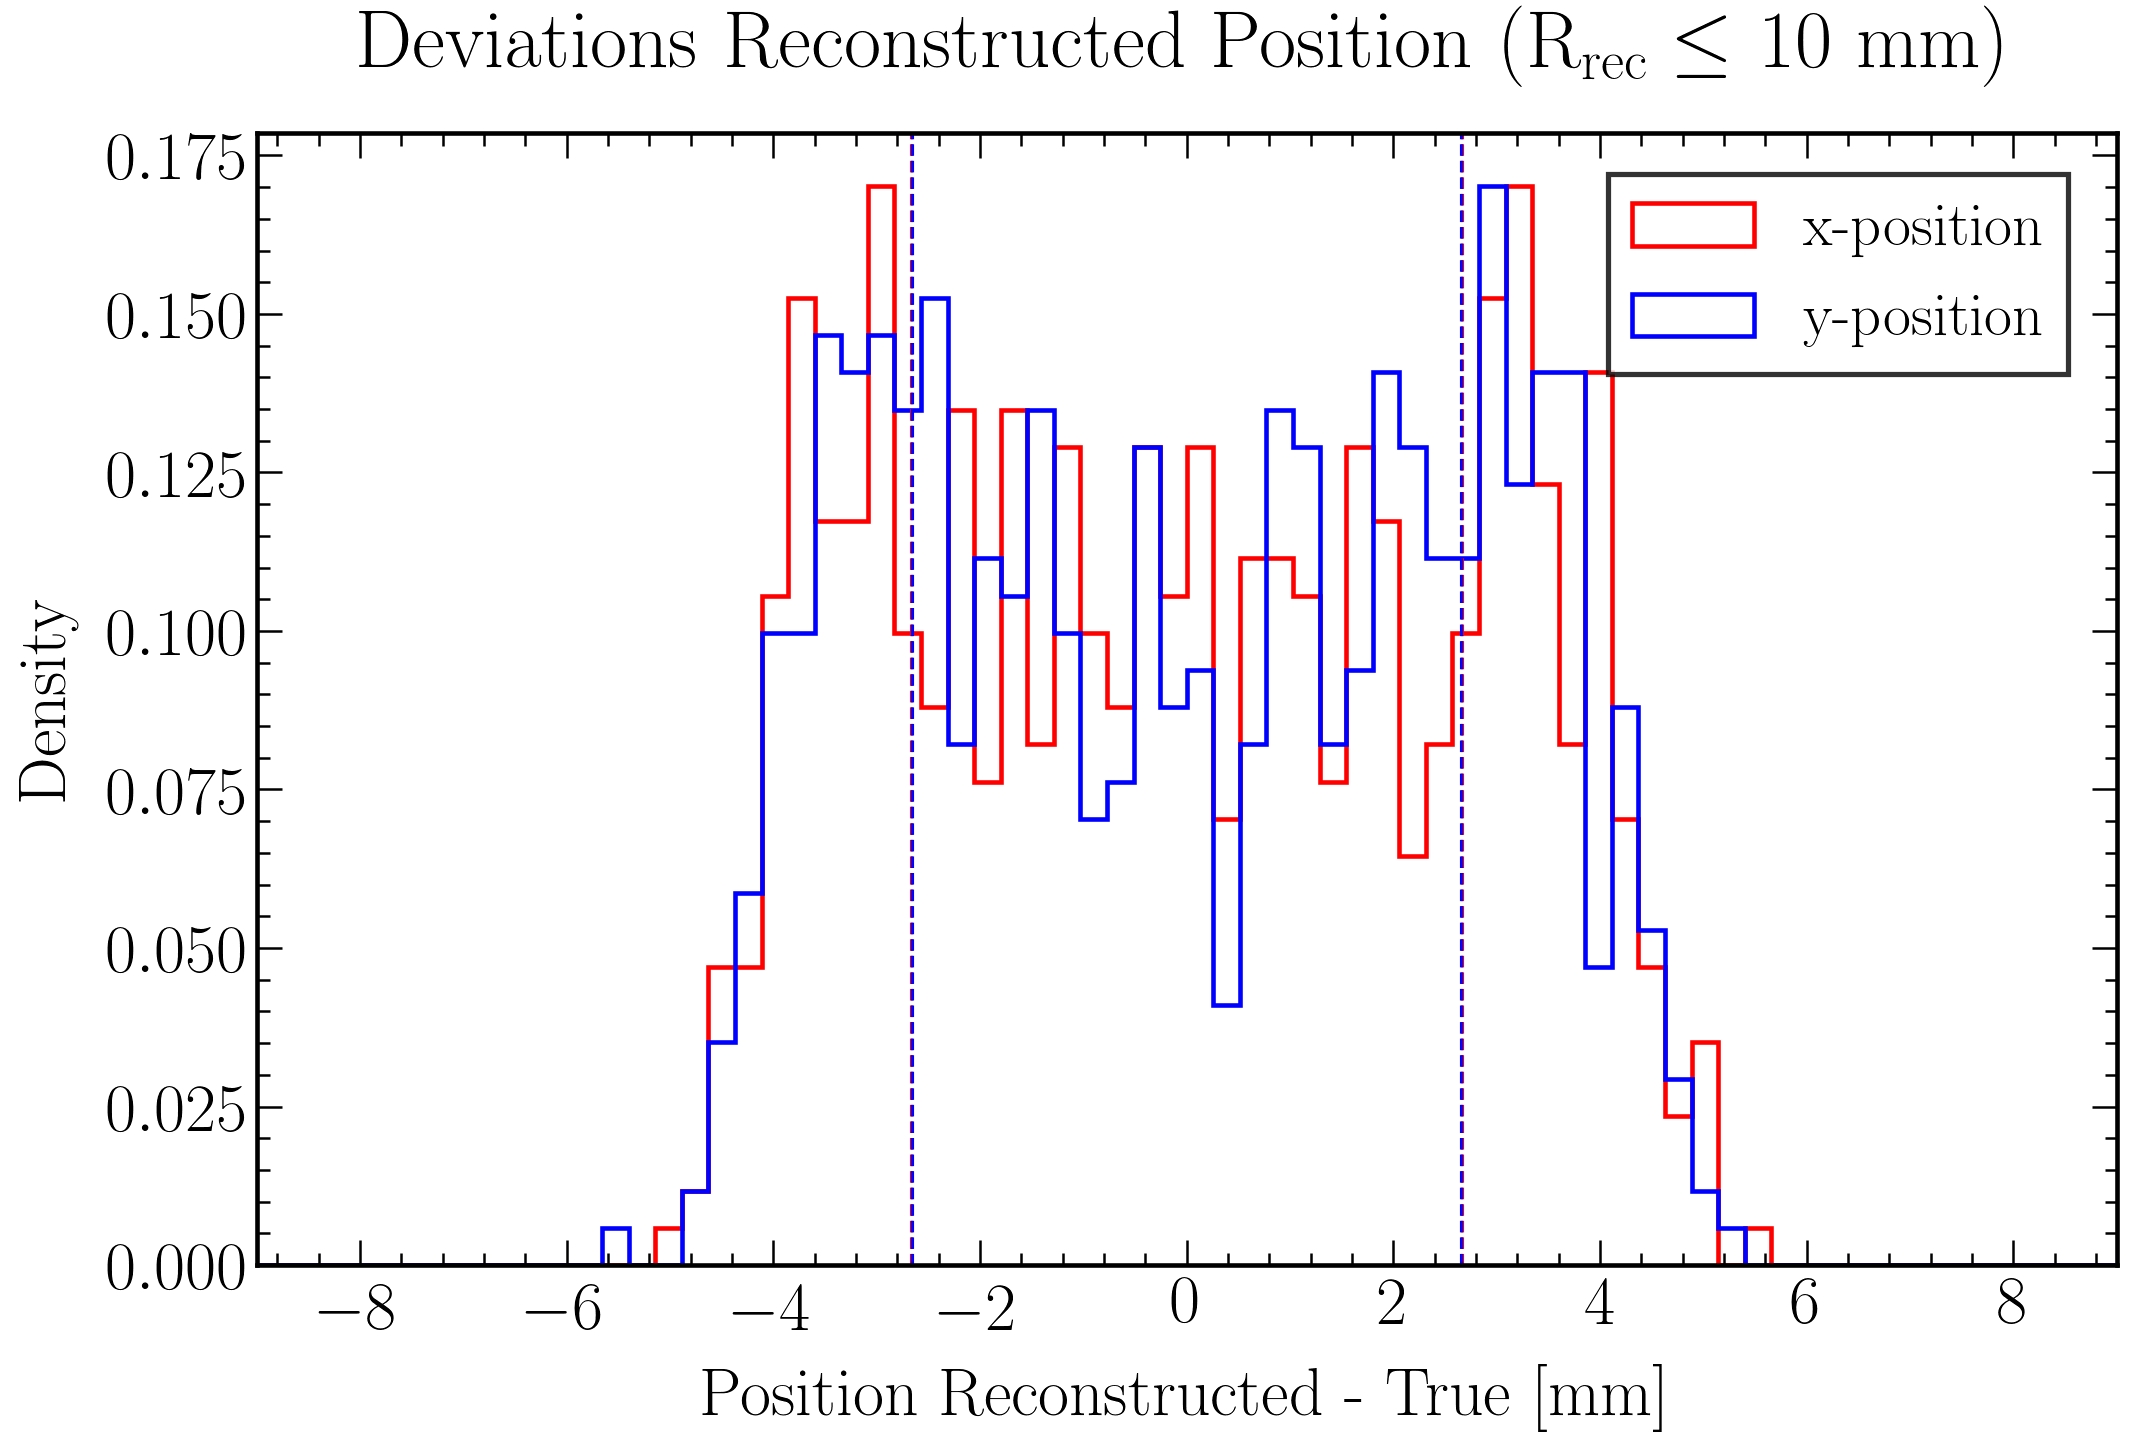 Deviations Reconstructed Position (R_rec ≤ 10 mm)
0.175
0.150
0.125
0.100
0.075
0.050
0.025
0.000
Density
x-position
y-position
−8 −6 −4 −2 0 2 4 6 8
Position Reconstructed - True [mm]